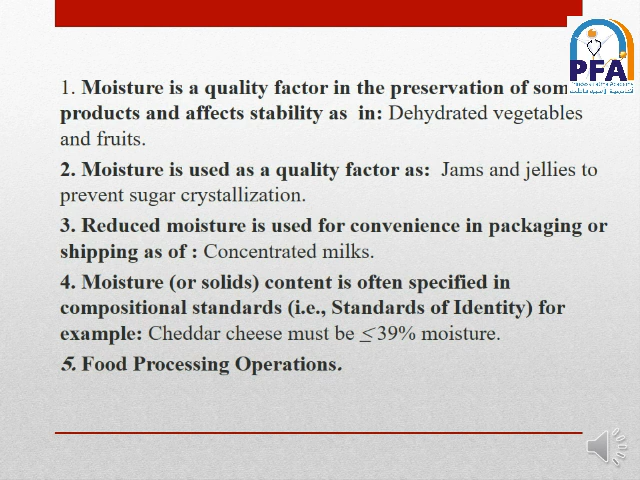 PFA
1. Moisture is a quality factor in the preservation of som
products and affects stability as in: Dehydrated vegetables
and fruits.
2. Moisture is used as a quality factor as: Jams and jellies to
prevent sugar crystallization.
3. Reduced moisture is used for convenience in packaging or
shipping as of : Concentrated milks.
4. Moisture (or solids) content is often specified in
compositional standards (i.e., Standards of Identity) for
example: Cheddar cheese must be ≤39% moisture.
5. Food Processing Operations.